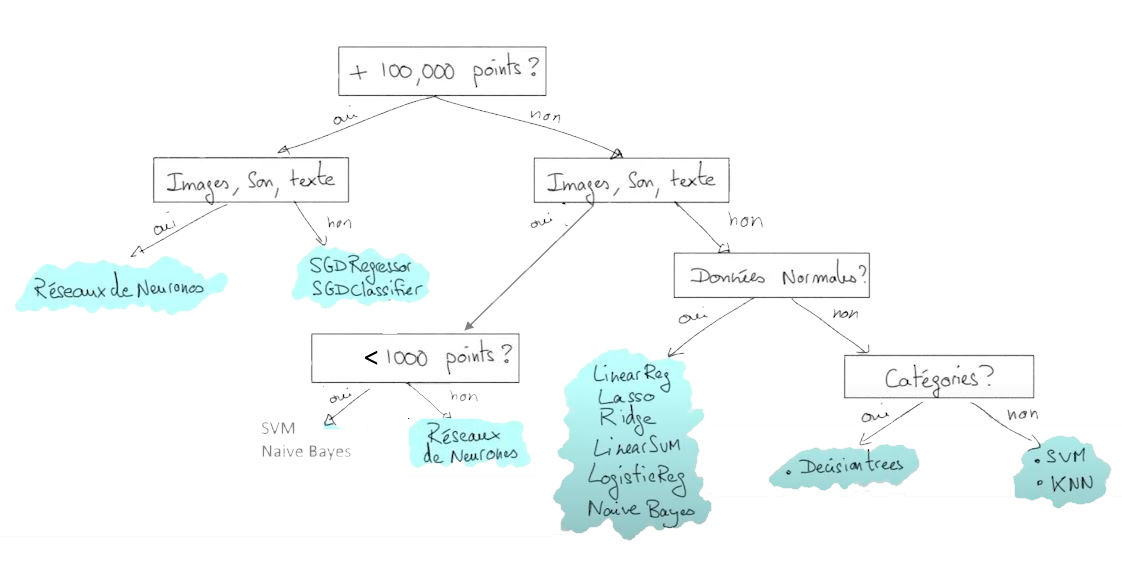 + 100,000 points?
oui
non
Images, Son, texte
Images, Son, texte
oui
non
oui
non
Réseaux de Neurones
SGDRegressor
SGDClassifier
Données Normales?
oui
non
< 1000 points?
oui
non
SVM
Naive Bayes
Réseaux
de Neurones
LinearReg
Lasso
Ridge
LinearSVM
LogisticReg
Naive Bayes
Catégories?
oui
non
• Decision trees
• SVM
• KNN